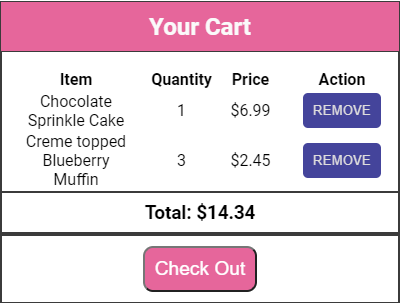 Your Cart
Item Quantity Price Action
Chocolate
Sprinkle Cake 1 $6.99 REMOVE
Creme topped
Blueberry 3 $2.45 REMOVE
Muffin
Total: $14.34
Check Out